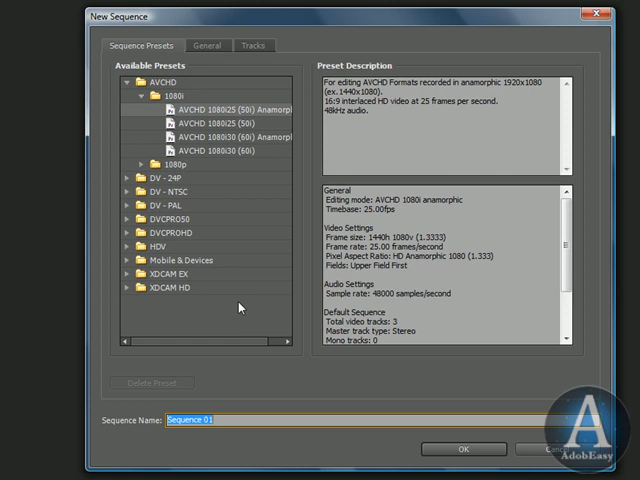 New Sequence
Sequence Presets
General
Tracks
Available Presets
AVCHD
1080i
AVCHD 1080i25 (50i) Anamorpl
AVCHD 1080i25 (50i)
AVCHD 1080i30 (60i) Anamorpl
AVCHD 1080i30 (60i)
1080p
DV - 24P
DV - NTSC
DV - PAL
DVCPRO50
DVCPROHD
HDV
Mobile & Devices
XDCAM EX
XDCAM HD
Delete Preset
Preset Description
For editing AVCHD Formats recorded in anamorphic 1920x1080
(ex. 1440x1080).
16:9 interlaced HD video at 25 frames per second.
48kHz audio.
General
Editing mode: AVCHD 1080i anamorphic
Timebase: 25.00fps
Video Settings
Frame size: 1440h 1080v (1.3333)
Frame rate: 25.00 frames/second
Pixel Aspect Ratio: HD Anamorphic 1080 (1.333)
Fields: Upper Field First
Audio Settings
Sample rate: 48000 samples/second
Default Sequence
Total video tracks: 3
Master track type: Stereo
Mono tracks: 0
Sequence Name: Sequence 01
OK
Cancel
A
AdobEasy